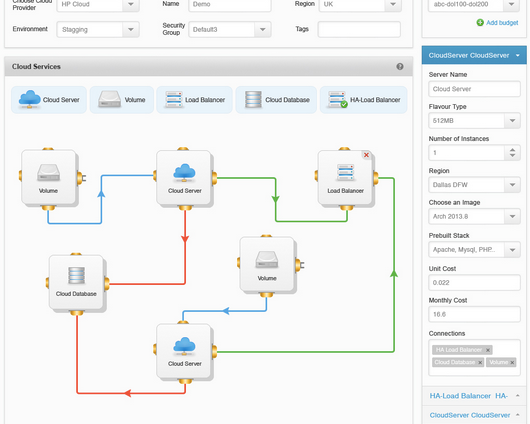 Choose Cloud
Provider
HP Cloud
Name
Demo
Region
UK
Environment
Stagging
Security
Group
Default3
Tags
abc-dol100-dol200
Add budget
Cloud Services
Cloud Server
Volume
Load Balancer
Cloud Database
HA-Load Balancer
Volume
Cloud Server
Load Balancer
Cloud Database
Volume
Cloud Server
CloudServer CloudServer
Server Name
Cloud Server
Flavour Type
512MB
Number of Instances
1
Region
Dallas DFW
Choose an Image
Arch 2013.8
Prebuilt Stack
Apache, Mysql, PHP.
Unit Cost
0.022
Monthly Cost
16.6
Connections
HA Load Balancer
Cloud Database
Volume
HA-Load Balancer HA-
CloudServer CloudServer